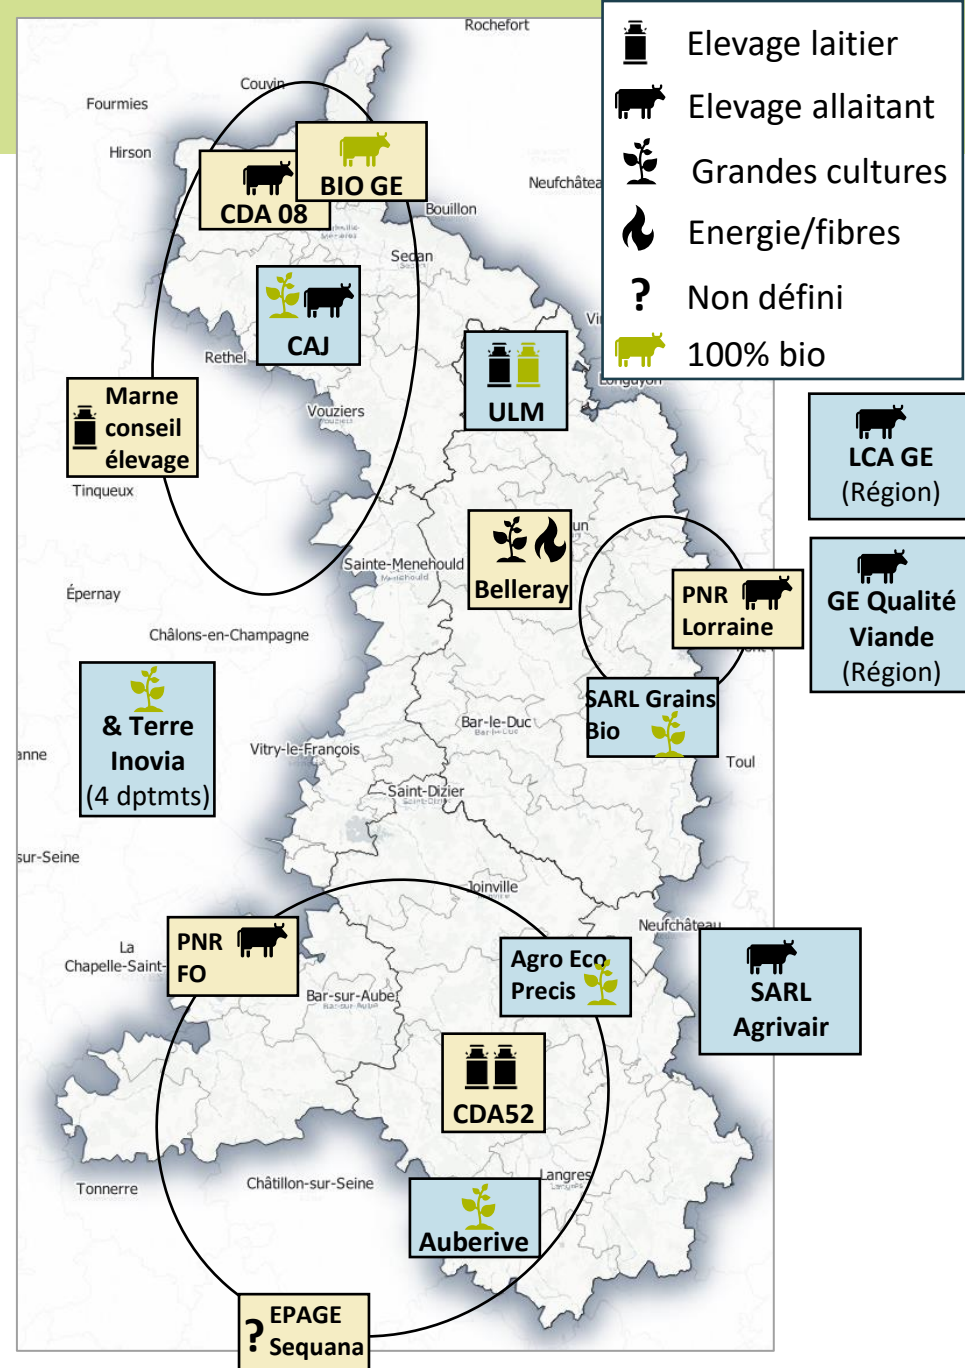 Rochefort
Elevage laitier
Elevage allaitant
Grandes cultures
Energie/fibres
? Non défini
100% bio
Couvin
Fourmies
Hirson
Neufchâtea
BIO GE
CDA 08
Bouillon
Sedan
CAJ
Rethel
ULM
Longuyon
Marne
conseil
élevage
Vouziers
Tinqueux
LCA GE
(Région)
Belleray
Sainte-Menehould
Épernay
PNR
Lorraine
GE Qualité
Viande
(Région)
Châlons-en-Champagne
& Terre
Inovia
(4 dptmts)
SARL Grains
Bio
Bar-le-Duc
Vitry-le-François
Toul
anne
Saint-Dizier
sur-Seine
Joinville
Neufchâteau
PNR
FO
La
Chapelle-Saint-
Agro Eco
Precis
Bar-sur-Aube
SARL
Agrivair
CDA52
Tonnerre
Châtillon-sur-Seine
Langres
Auberive
? EPAGE
Sequana